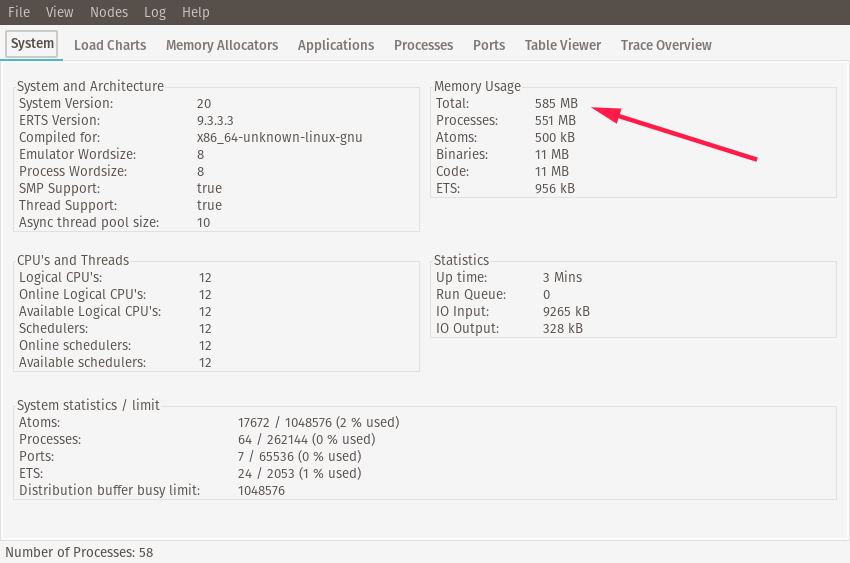 File View Nodes Log Help
System Load Charts Memory Allocators Applications Processes Ports Table Viewer Trace Overview
System and Architecture
System Version: 20
ERTS Version: 9.3.3.3
Compiled for: x86_64-unknown-linux-gnu
Emulator Wordsize: 8
Process Wordsize: 8
SMP Support: true
Thread Support: true
Async thread pool size: 10
Memory Usage
Total: 585 MB
Processes: 551 MB
Atoms: 500 kB
Binaries: 11 MB
Code: 11 MB
ETS: 956 kB
CPU's and Threads
Logical CPU's: 12
Online Logical CPU's: 12
Available Logical CPU's: 12
Schedulers: 12
Online schedulers: 12
Available schedulers: 12
Statistics
Up time: 3 Mins
Run Queue: 0
IO Input: 9265 kB
IO Output: 328 kB
System statistics / limit
Atoms: 17672 / 1048576 (2 % used)
Processes: 64 / 262144 (0 % used)
Ports: 7 / 65536 (0 % used)
ETS: 24 / 2053 (1 % used)
Distribution buffer busy limit: 1048576
Number of Processes: 58